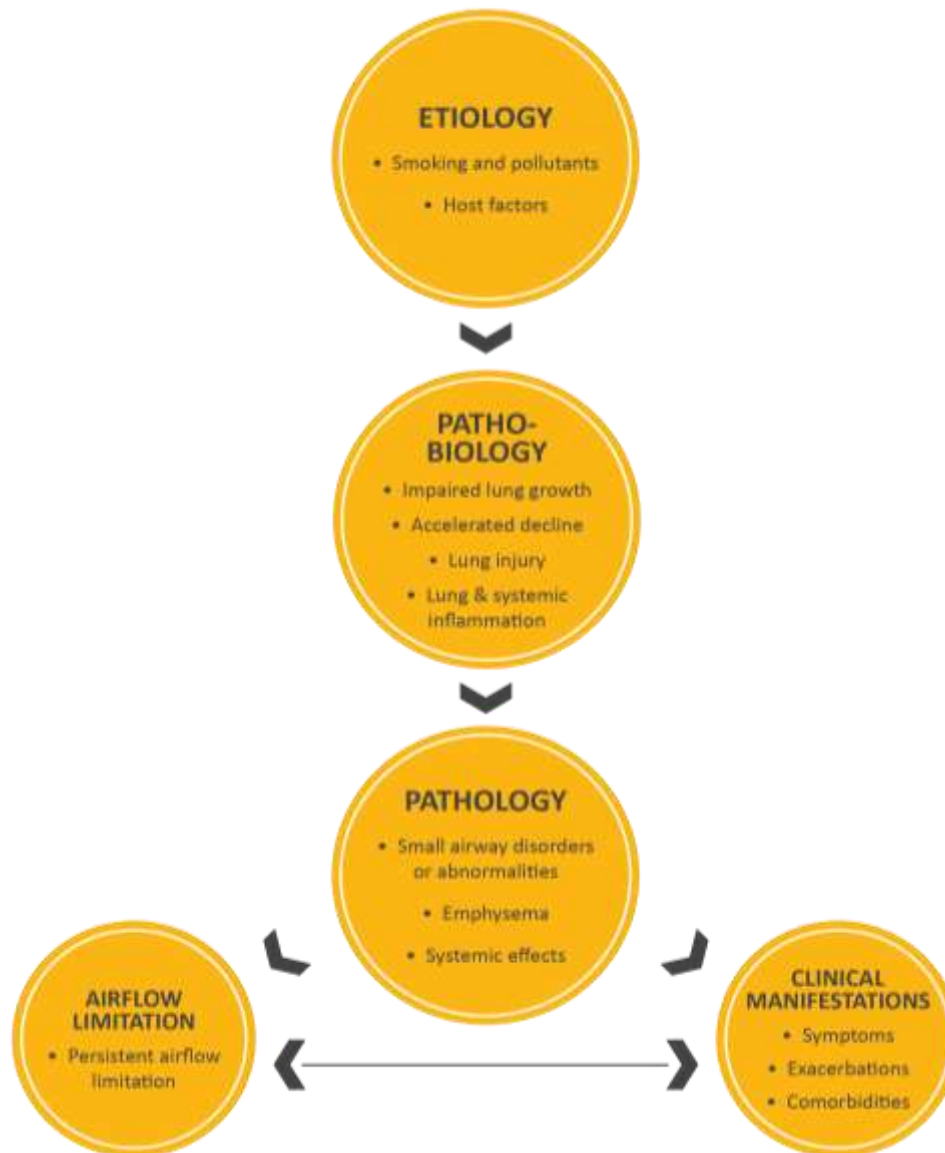 ETIOLOGY
• Smoking and pollutants
• Host factors
PATHO-
BIOLOGY
• Impaired lung growth
• Accelerated decline
• Lung injury
• Lung & systemic
inflammation
PATHOLOGY
• Small airway disorders
or abnormalities
• Emphysema
• Systemic effects
AIRFLOW
LIMITATION
• Persistent airflow
limitation
CLINICAL
MANIFESTATIONS
• Symptoms
• Exacerbations
• Comorbidities